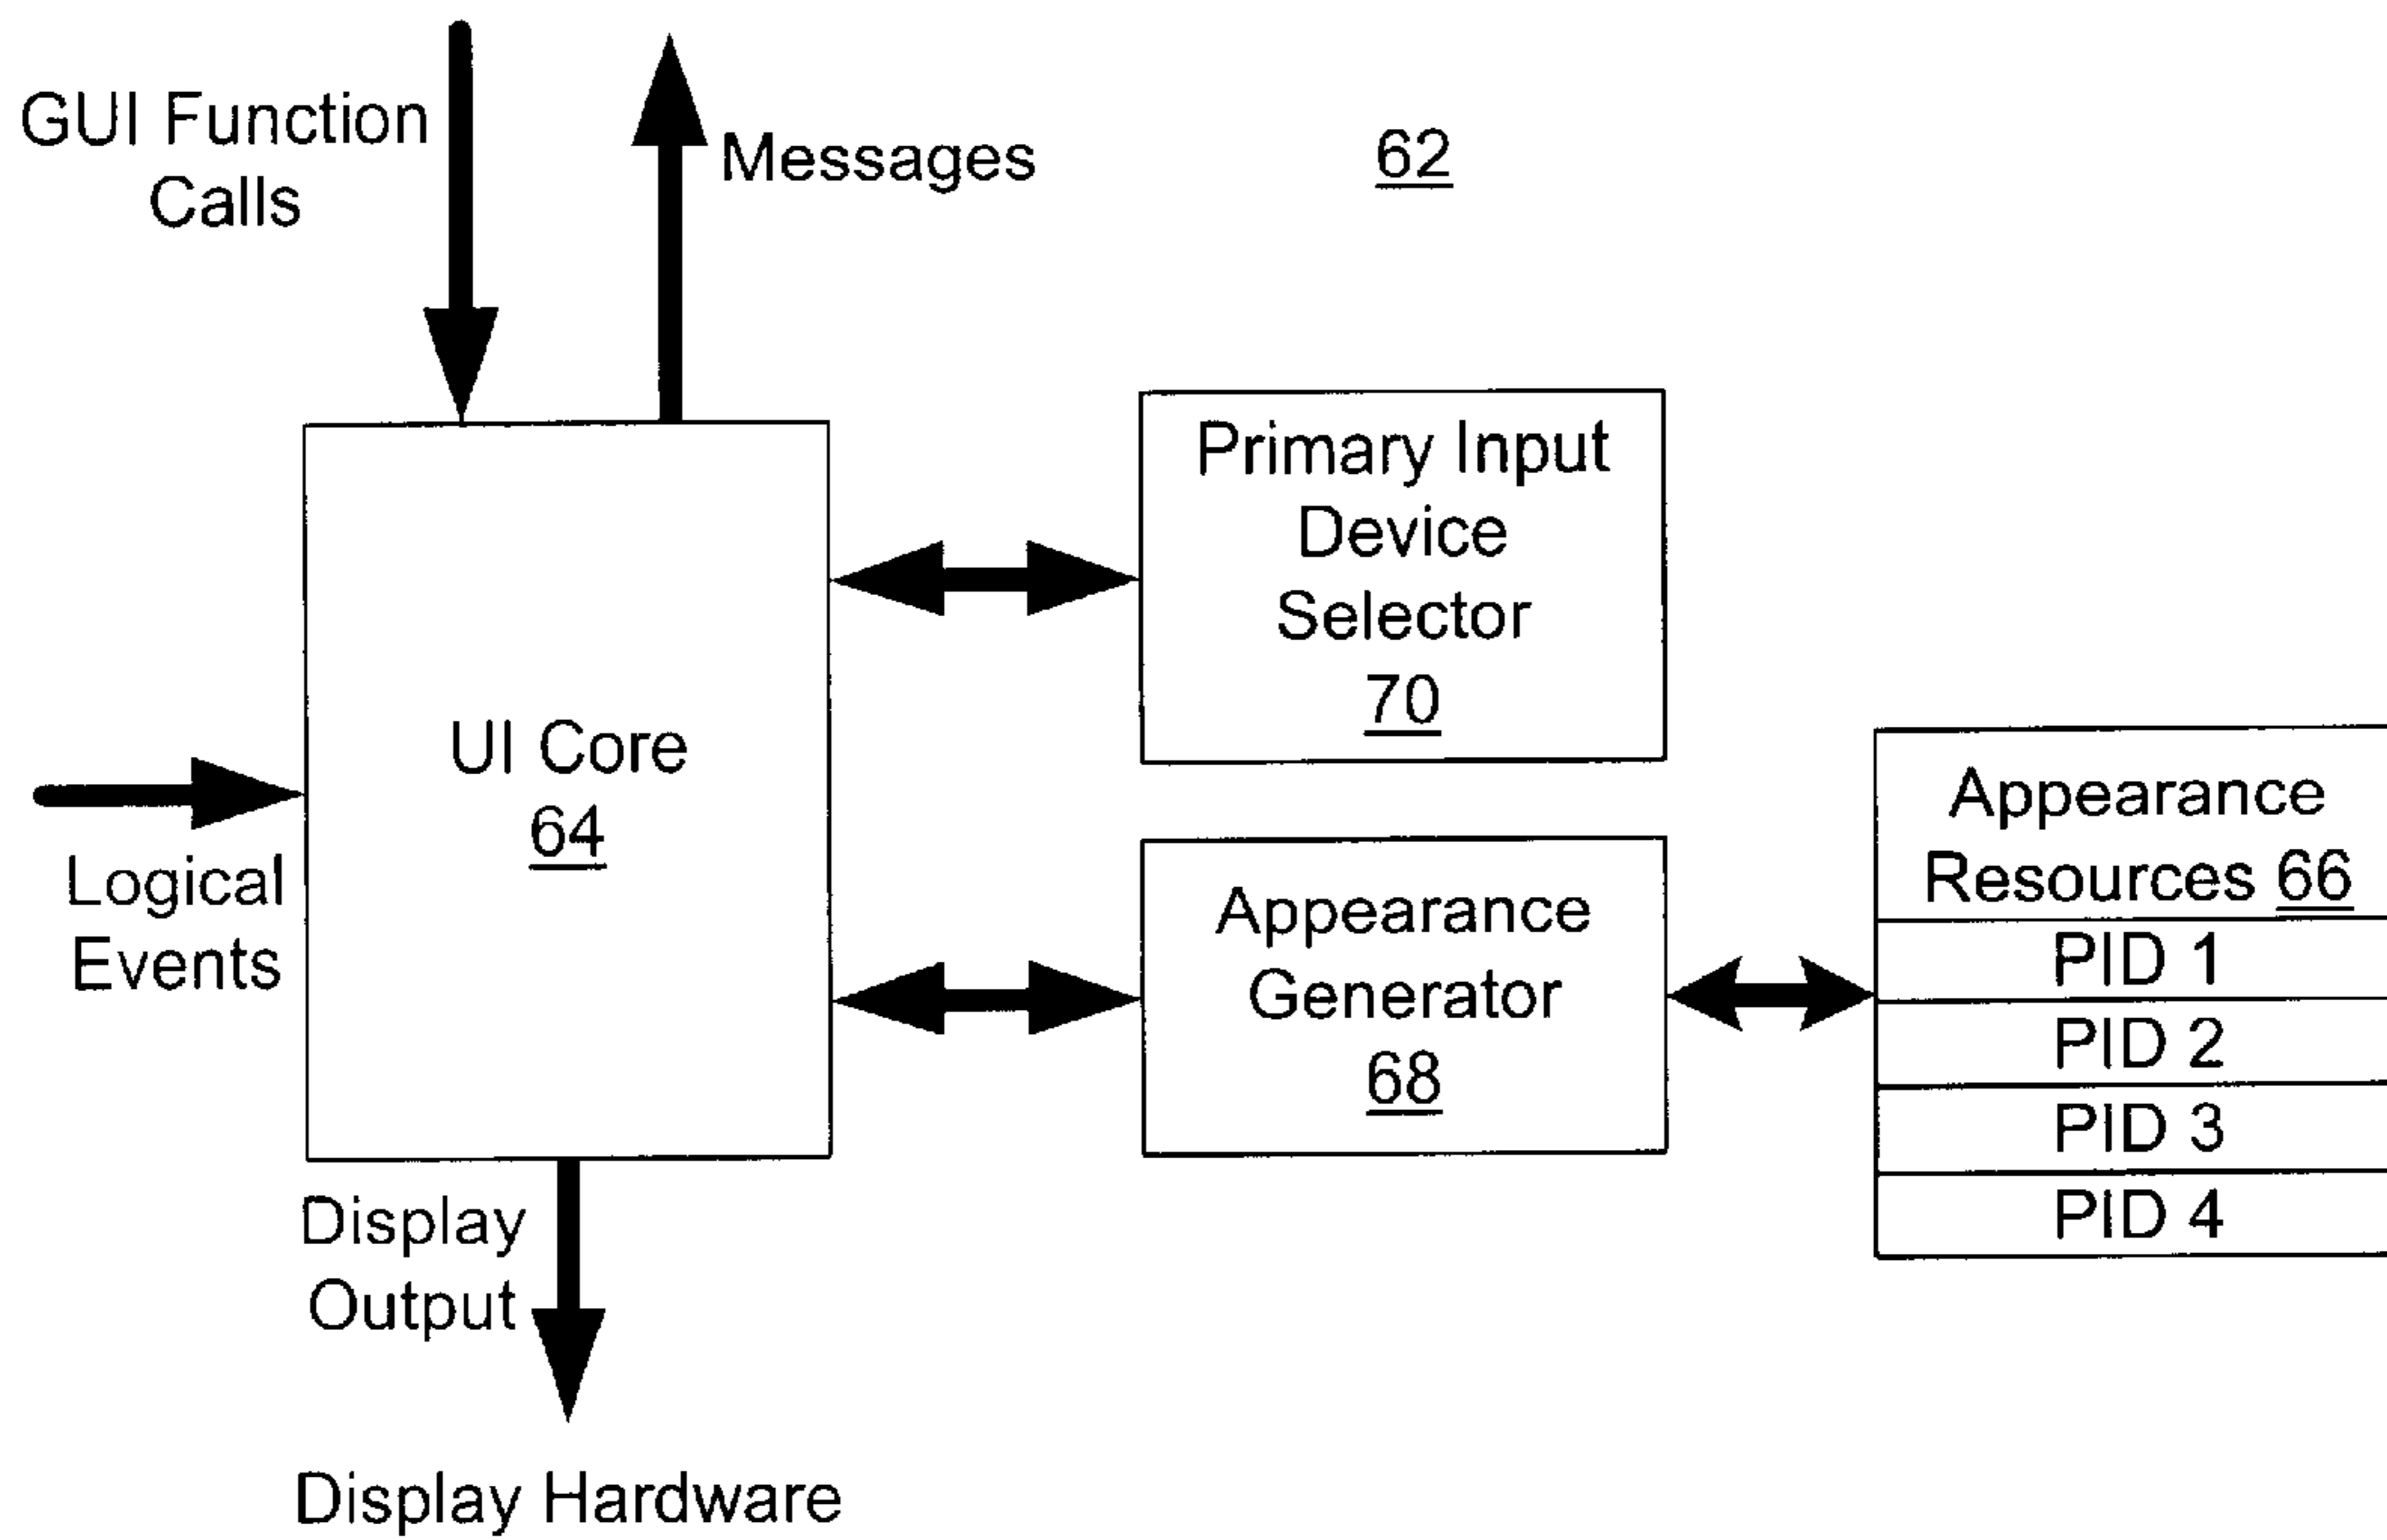 GUI Function
Calls
Messages
62
Primary Input
Device
Selector
70
UI Core
64
Logical
Events
Appearance
Generator
68
Appearance
Resources 66
PID 1
PID 2
PID 3
PID 4
Display
Output
Display Hardware